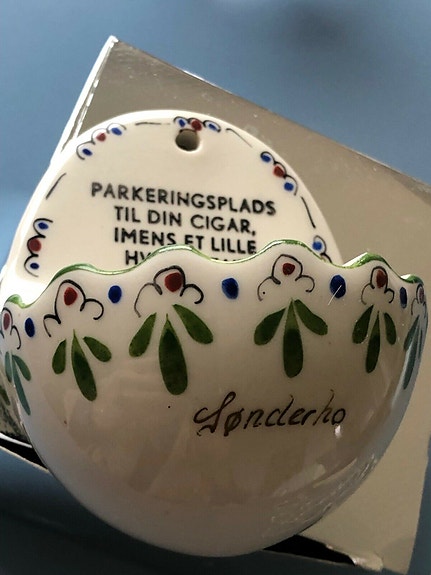 PARKERINGSPLADS
TIL DIN CIGAR,
IMENS ET LILLE
Sønderho